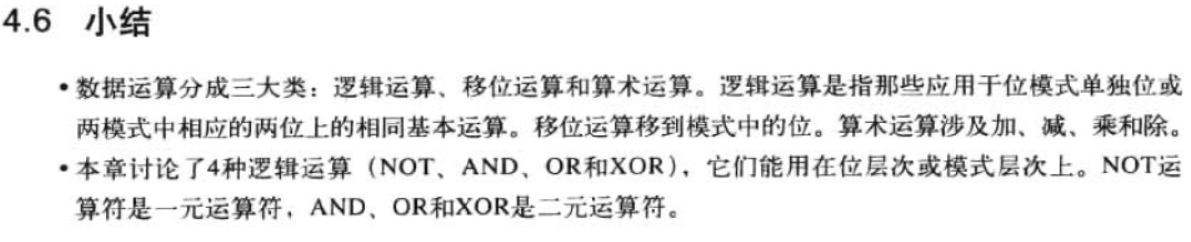 4.6 小结
•数据运算分成三大类：逻辑运算、移位运算和算术运算。逻辑运算是指那些应用于位模式单独位或
两模式中相应的两位上的相同基本运算。移位运算移到模式中的位。算术运算涉及加、减、乘和除。
•本章讨论了4种逻辑运算（NOT、AND、OR和XOR），它们能用在位层次或模式层次上。NOT运
算符是一元运算符，AND、OR和XOR是二元运算符。